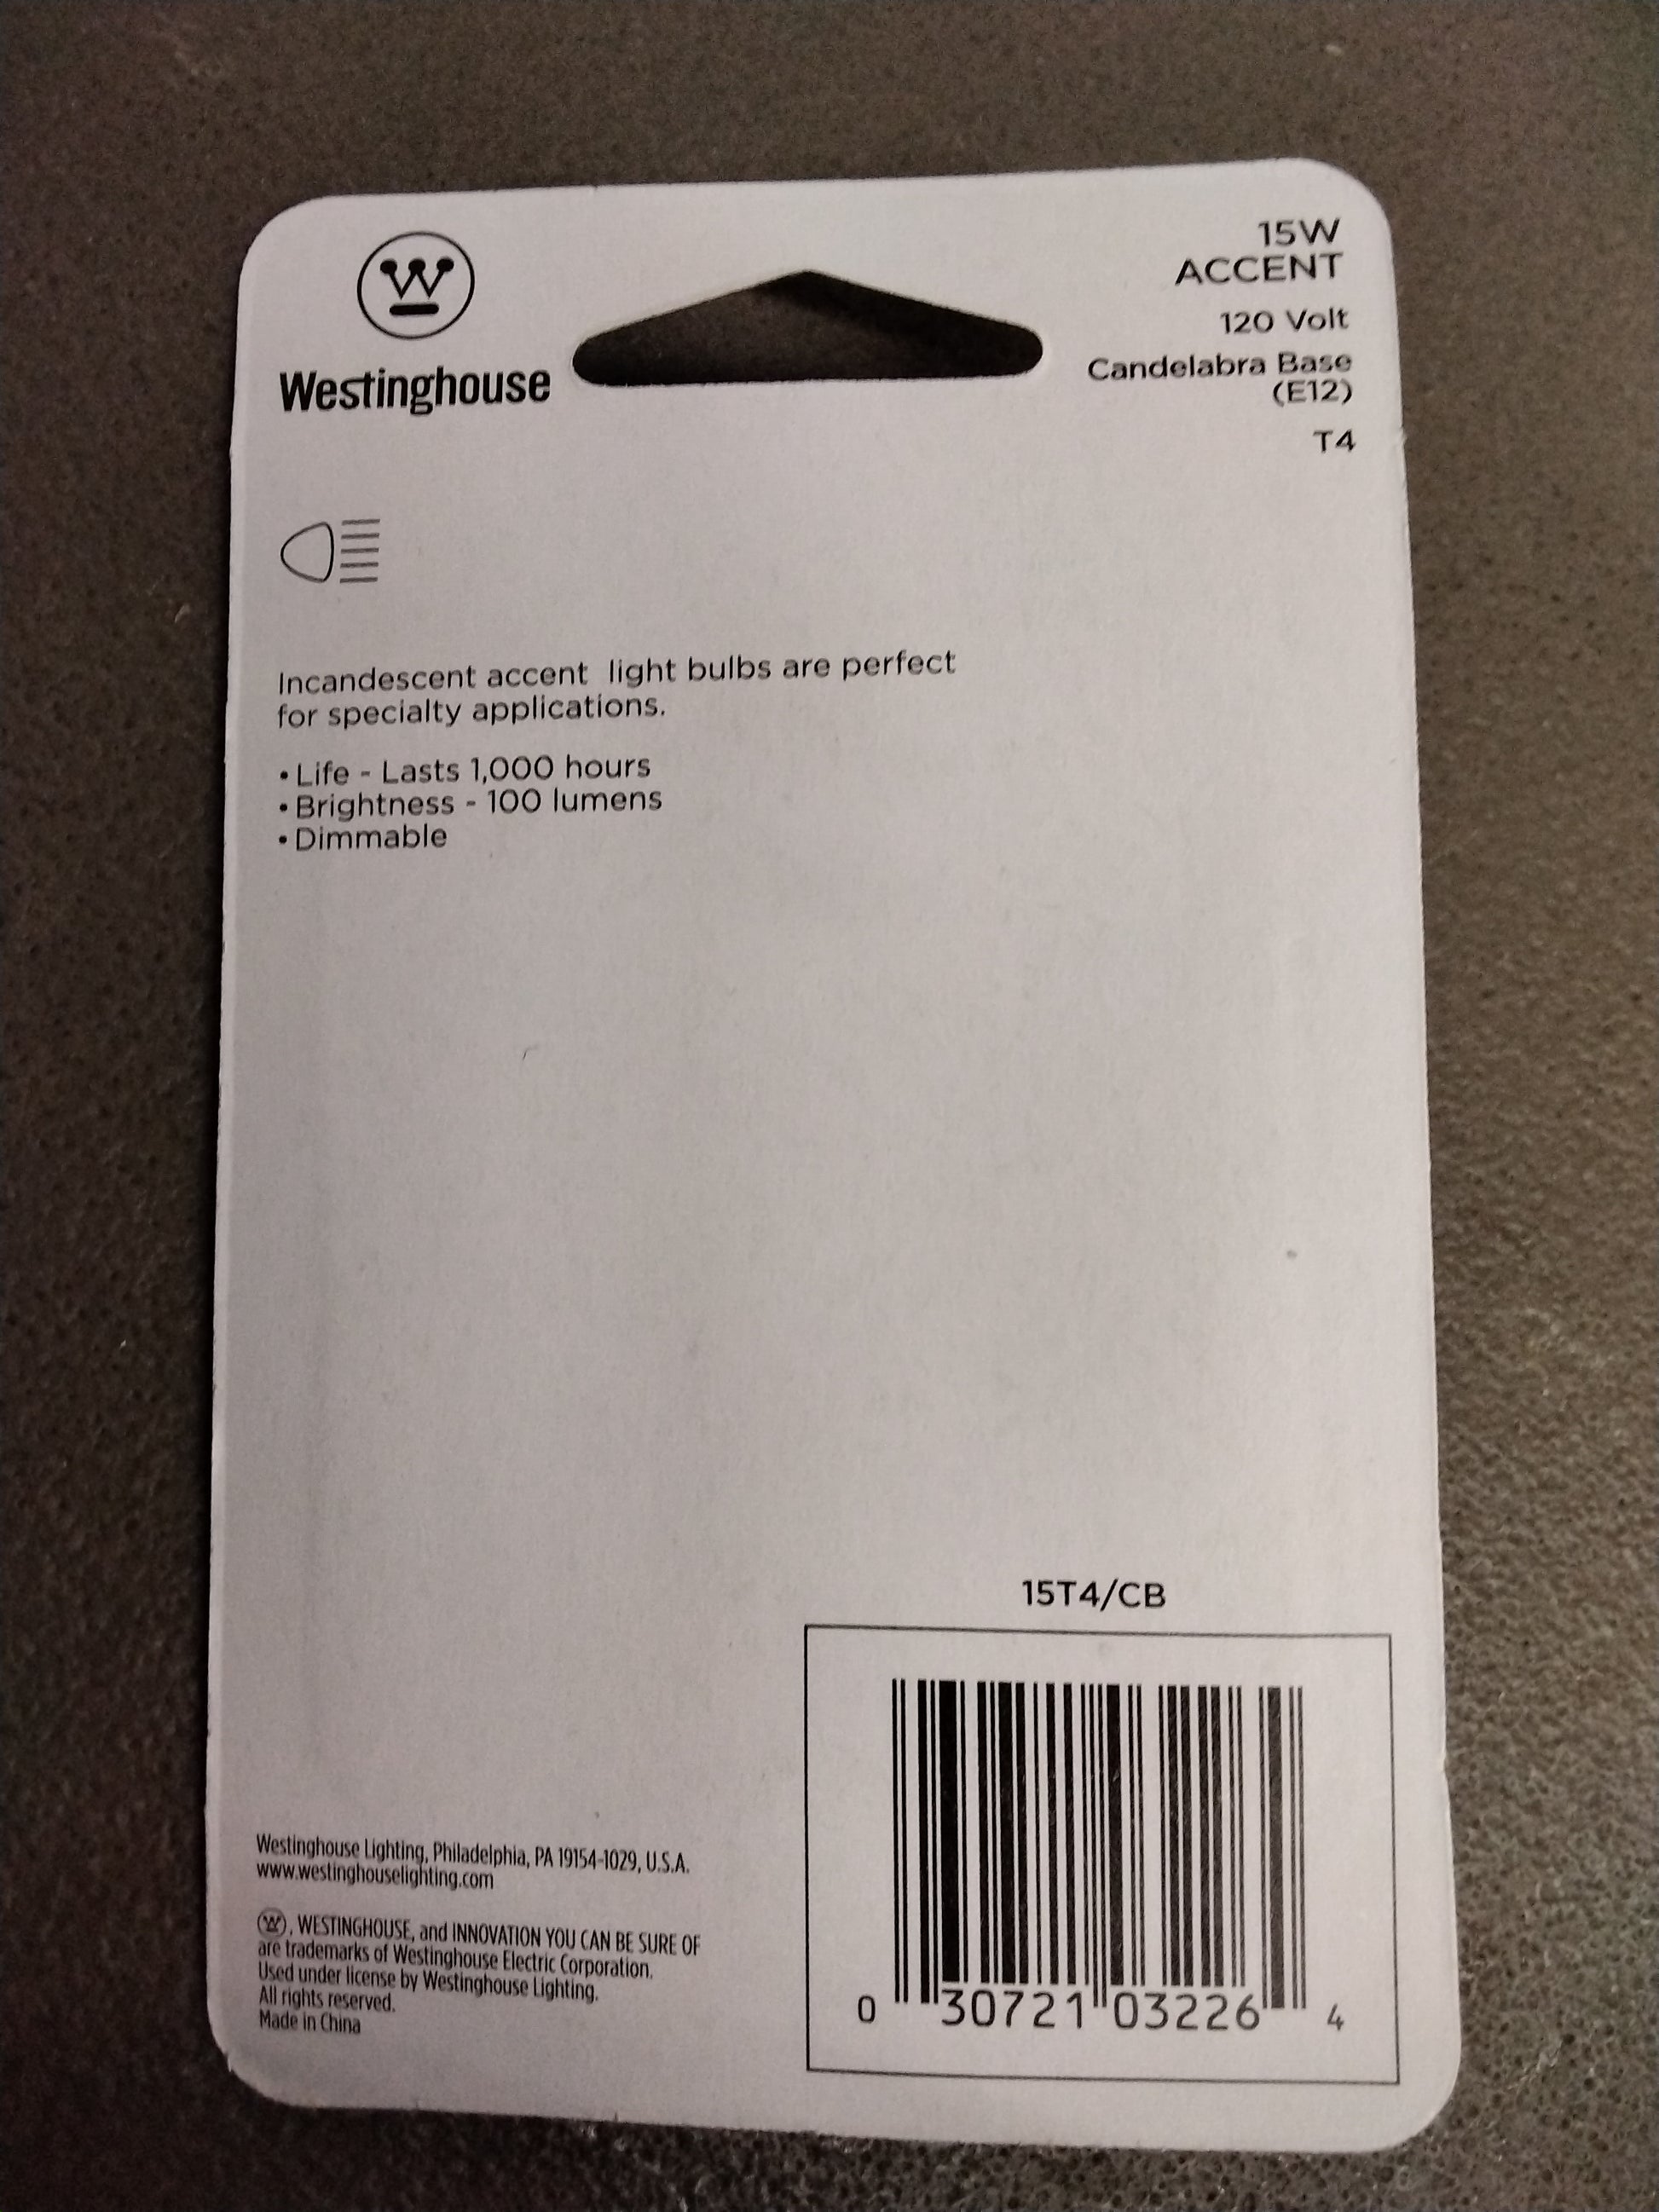 W
Westinghouse
15W
ACCENT
120 Volt
Candelabra Base
(E12)
T4
Incandescent accent  light bulbs are perfect
for specialty applications.
• Life - Lasts 1,000 hours
• Brightness - 100 lumens
• Dimmable
15T4/CB
0 30721 03226 4
Westinghouse Lighting, Philadelphia, PA 19154-1029, U.S.A.
www.westinghouselighting.com
W, WESTINGHOUSE, and INNOVATION YOU CAN BE SURE OF
are trademarks of Westinghouse Electric Corporation.
Used under license by Westinghouse Lighting.
All rights reserved.
Made in China